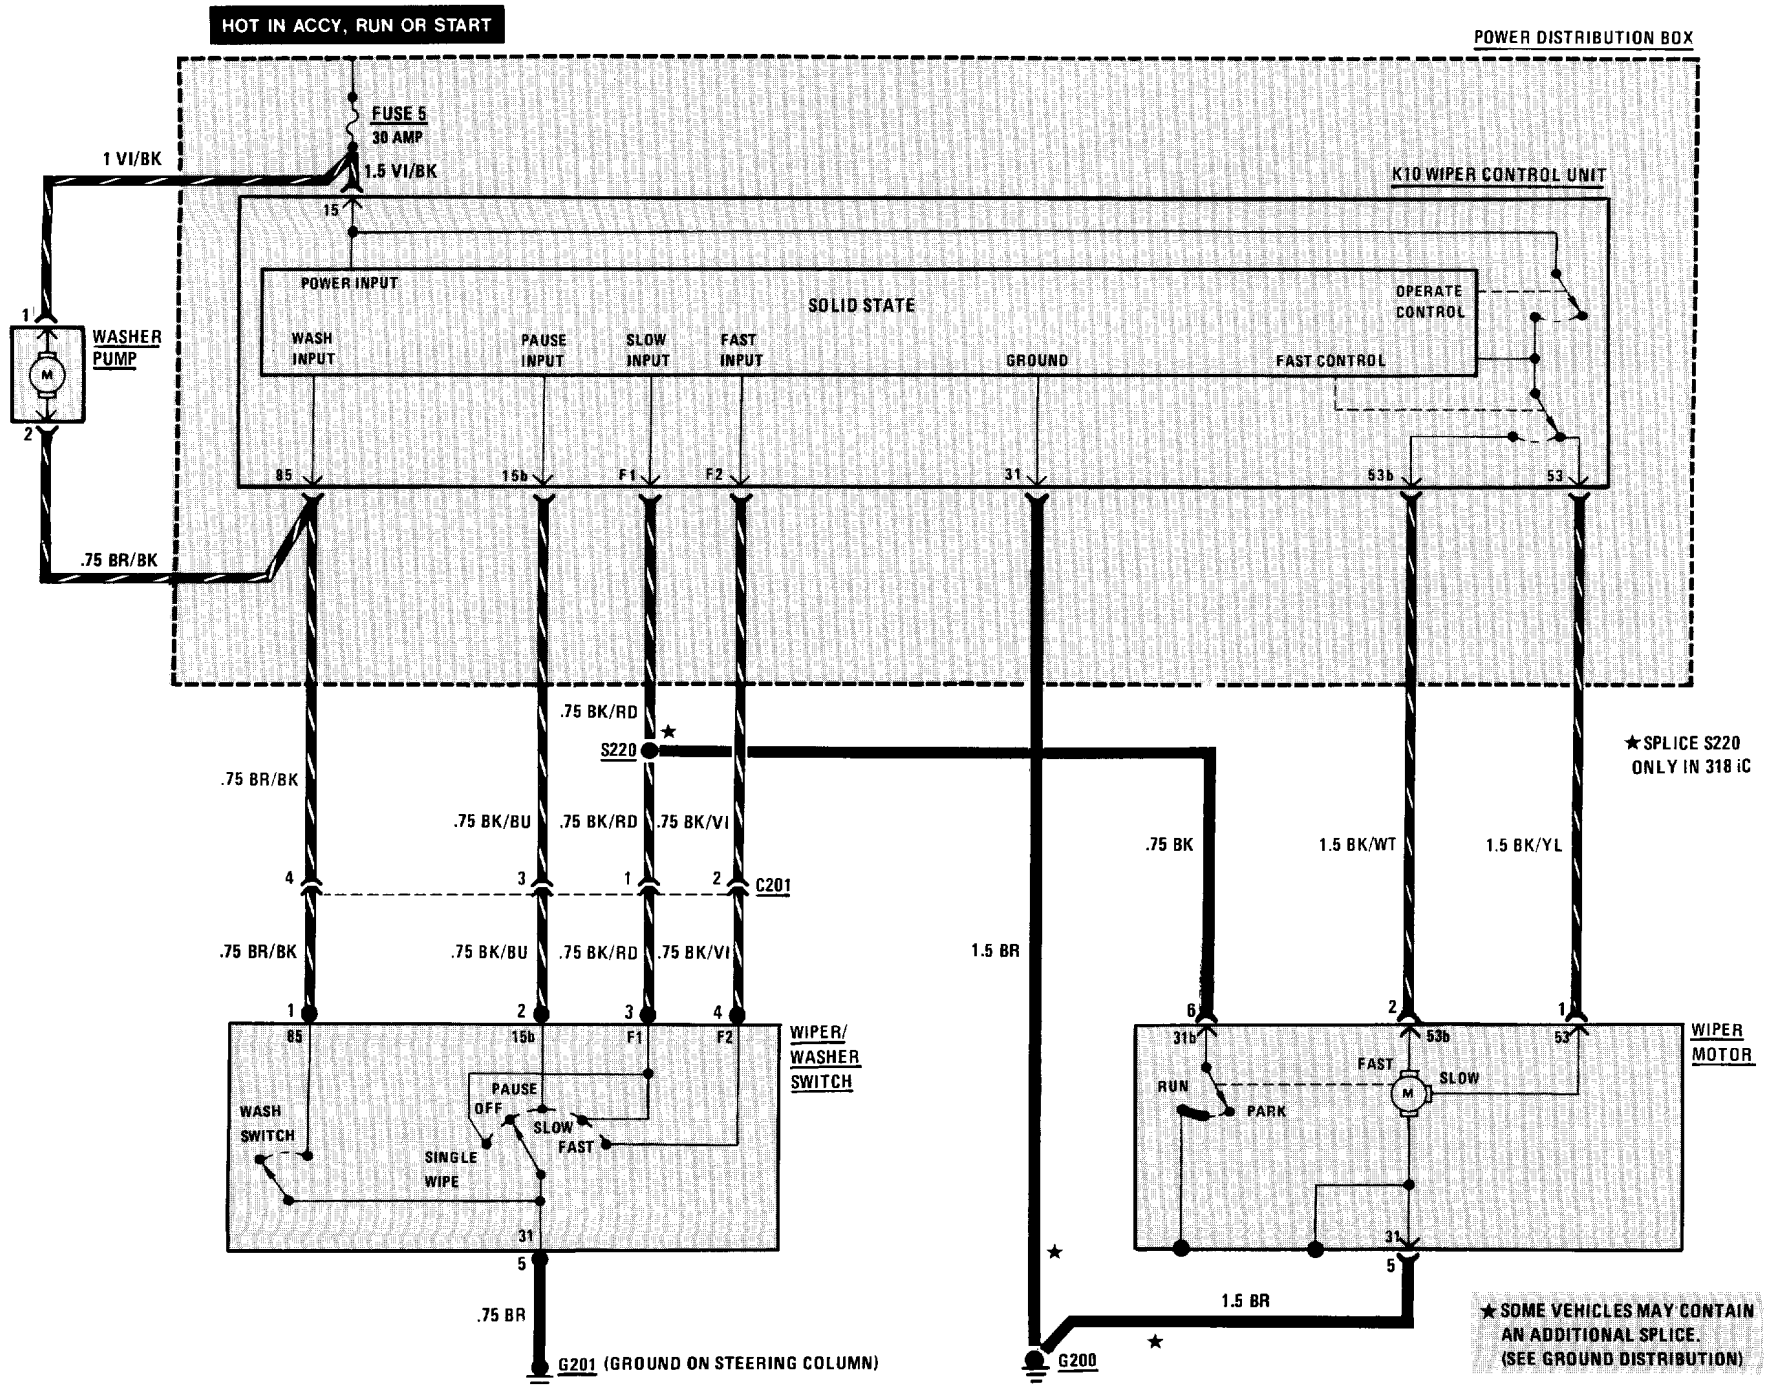 HOT IN ACCY, RUN OR START
POWER DISTRIBUTION BOX
FUSE 5
30 AMP
1 VI/BK
1.5 VI/BK
K10 WIPER CONTROL UNIT
15
POWER INPUT
SOLID STATE
OPERATE
CONTROL
1
WASHER
PUMP
M
2
WASH
INPUT
PAUSE
INPUT
SLOW
INPUT
FAST
INPUT
GROUND
FAST CONTROL
85
15b
F1
F2
31
53b
53
.75 BR/BK
.75 BK/RD
★
S220
★ SPLICE S220
ONLY IN 318 iC
.75 BR/BK
.75 BK/BU
.75 BK/RD
.75 BK/VI
.75 BK
1.5 BK/WT
1.5 BK/YL
4
3
1
2
C201
.75 BR/BK
.75 BK/BU
.75 BK/RD
.75 BK/VI
1.5 BR
1
2
3
4
6
2
1
85
15b
F1
F2
WIPER/
WASHER
SWITCH
31b
53b
53
WIPER
MOTOR
FAST
SLOW
M
RUN
PARK
PAUSE
OFF
SLOW
FAST
SINGLE
WIPE
WASH
SWITCH
31
5
31
5
★
.75 BR
1.5 BR
★
G201 (GROUND ON STEERING COLUMN)
G200
★ SOME VEHICLES MAY CONTAIN
AN ADDITIONAL SPLICE.
(SEE GROUND DISTRIBUTION)